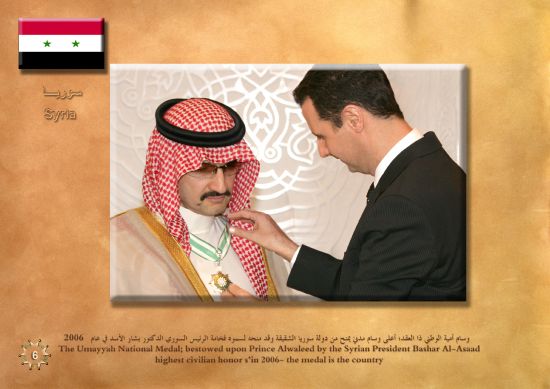 سوريـا
Syria
وسام أمية الوطني ذا العقد؛ أعلى وسام مدني يمنح من دولة سوريا الشقيقة وقد منحه لسموه فخامة الرئيس السوري الدكتور بشار الأسد في عام 2006
The Umayyah National Medal; bestowed upon Prince Alwaleed by the Syrian President Bashar Al-Asaad
highest civilian honor s'in 2006- the medal is the country
6